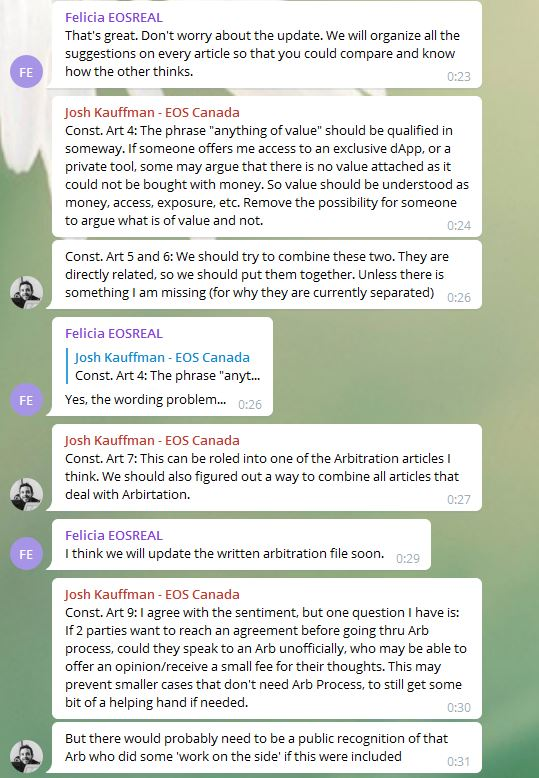 Felicia EOSREAL
That's great. Don't worry about the update. We will organize all the
suggestions on every article so that you could compare and know
how the other thinks.
0:23
FE
Josh Kauffman - EOS Canada
Const. Art 4: The phrase "anything of value" should be qualified in
someway. If someone offers me access to an exclusive dApp, or a
private tool, some may argue that there is no value attached as it
could not be bought with money. So value should be understood as
money, access, exposure, etc. Remove the possibility for someone
to argue what is of value and not.
0:24
Const. Art 5 and 6: We should try to combine these two. They are
directly related, so we should put them together. Unless there is
something I am missing (for why they are currently separated)
0:26
Felicia EOSREAL
Josh Kauffman - EOS Canada
Const. Art 4: The phrase "anyt...
Yes, the wording problem...
0:26
FE
Josh Kauffman - EOS Canada
Const. Art 7: This can be roled into one of the Arbitration articles I
think. We should also figured out a way to combine all articles that
deal with Arbirtation.
0:27
Felicia EOSREAL
I think we will update the written arbitration file soon.
0:29
FE
Josh Kauffman - EOS Canada
Const. Art 9: I agree with the sentiment, but one question I have is:
If 2 parties want to reach an agreement before going thru Arb
process, could they speak to an Arb unofficially, who may be able to
offer an opinion/receive a small fee for their thoughts. This may
prevent smaller cases that don't need Arb Process, to still get some
bit of a helping hand if needed.
0:30
But there would probably need to be a public recognition of that
Arb who did some 'work on the side' if this were included
0:31